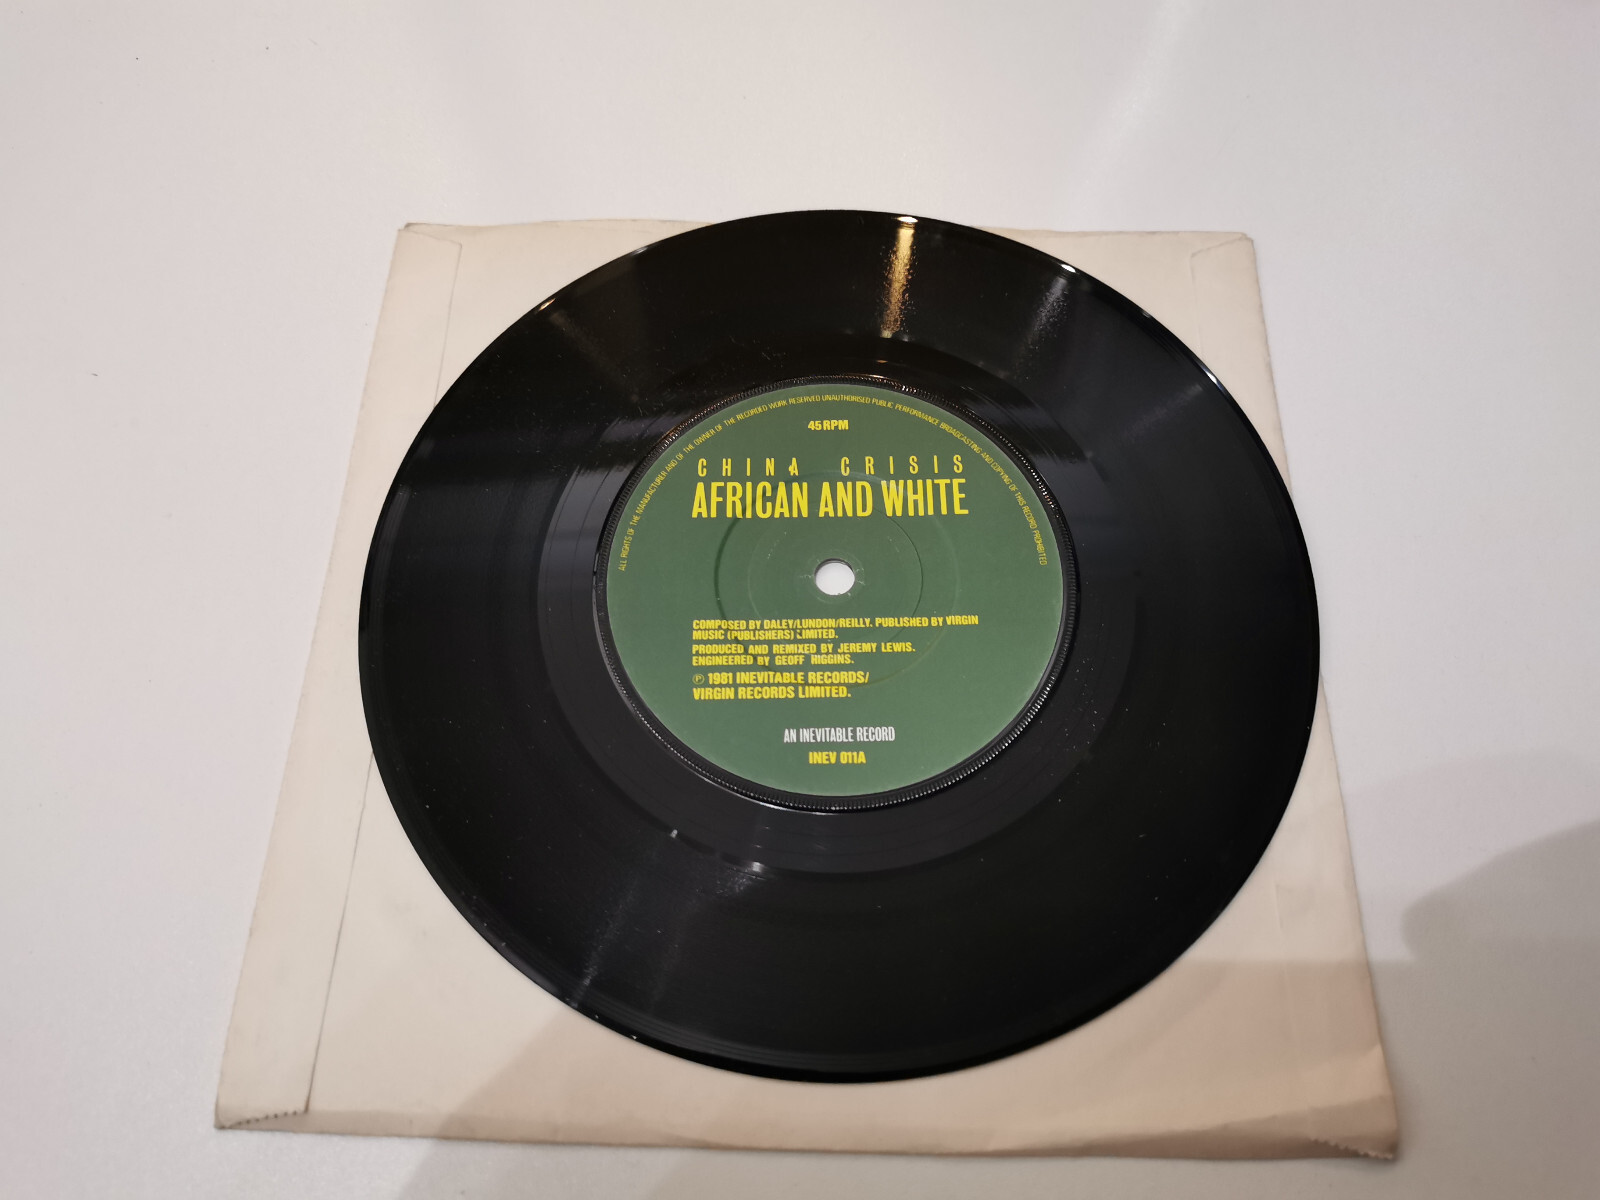 ALL RIGHTS OF THE MANUFACTURER AND OF THE OWNER OF THE RECORDED WORK RESERVED UNAUTHORISED PUBLIC PERFORMANCE BROADCASTING AND COPYING OF THIS RECORD PROHIBITED
45 RPM
CHINA CRISIS
AFRICAN AND WHITE
COMPOSED BY DALEY/LUNDON/REILLY. PUBLISHED BY VIRGIN
MUSIC (PUBLISHERS) LIMITED.
PRODUCED AND REMIXED BY JEREMY LEWIS.
ENGINEERED BY GEOFF HIGGINS.
℗ 1981 INEVITABLE RECORDS/
VIRGIN RECORDS LIMITED.
AN INEVITABLE RECORD
INEV 011A